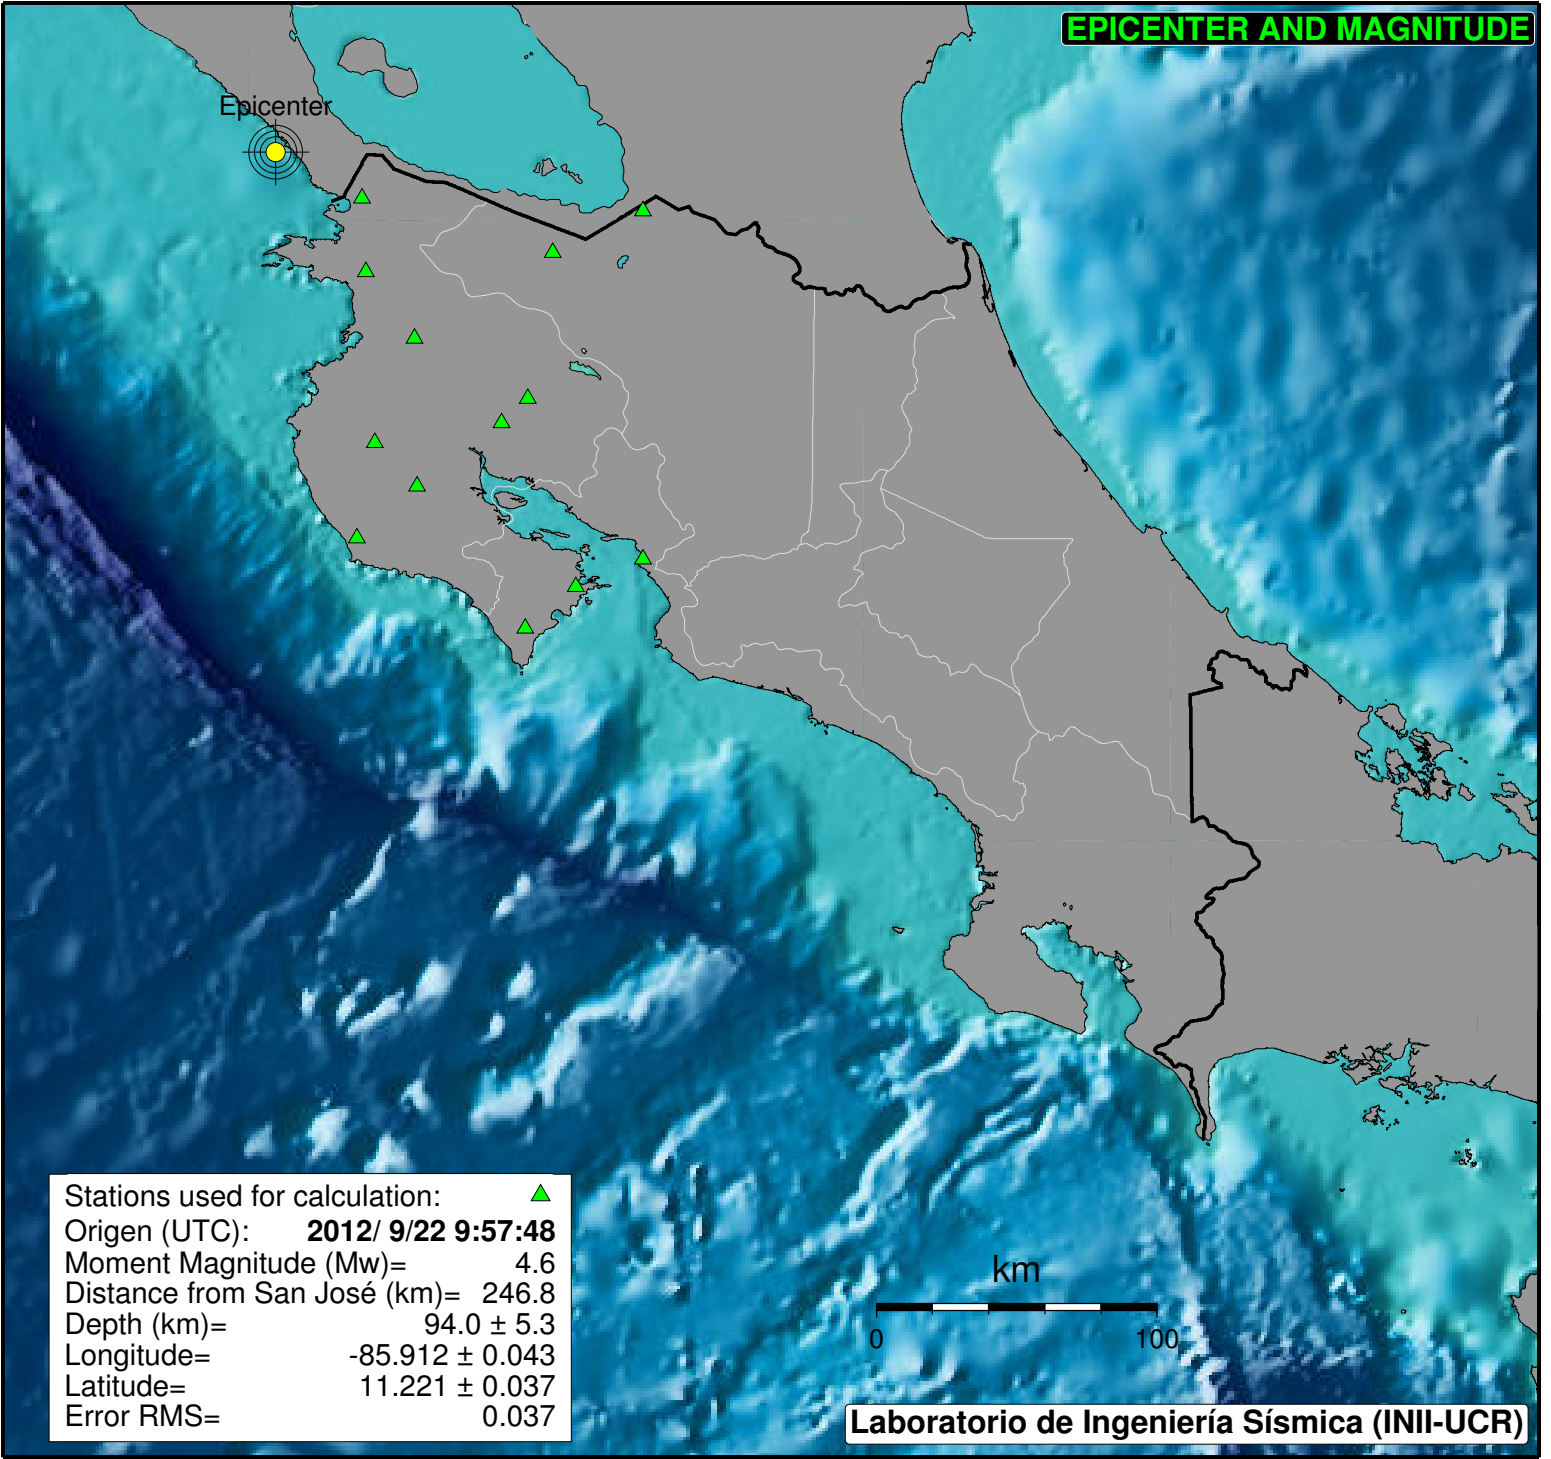 EPICENTER AND MAGNITUDE
Epicenter
Stations used for calculation:
Origen (UTC): 2012/ 9/22 9:57:48
Moment Magnitude (Mw)= 4.6
Distance from San José (km)= 246.8
Depth (km)= 94.0 ± 5.3
Longitude= -85.912 ± 0.043
Latitude= 11.221 ± 0.037
Error RMS= 0.037
km
0 100
Laboratorio de Ingeniería Sísmica (INII-UCR)